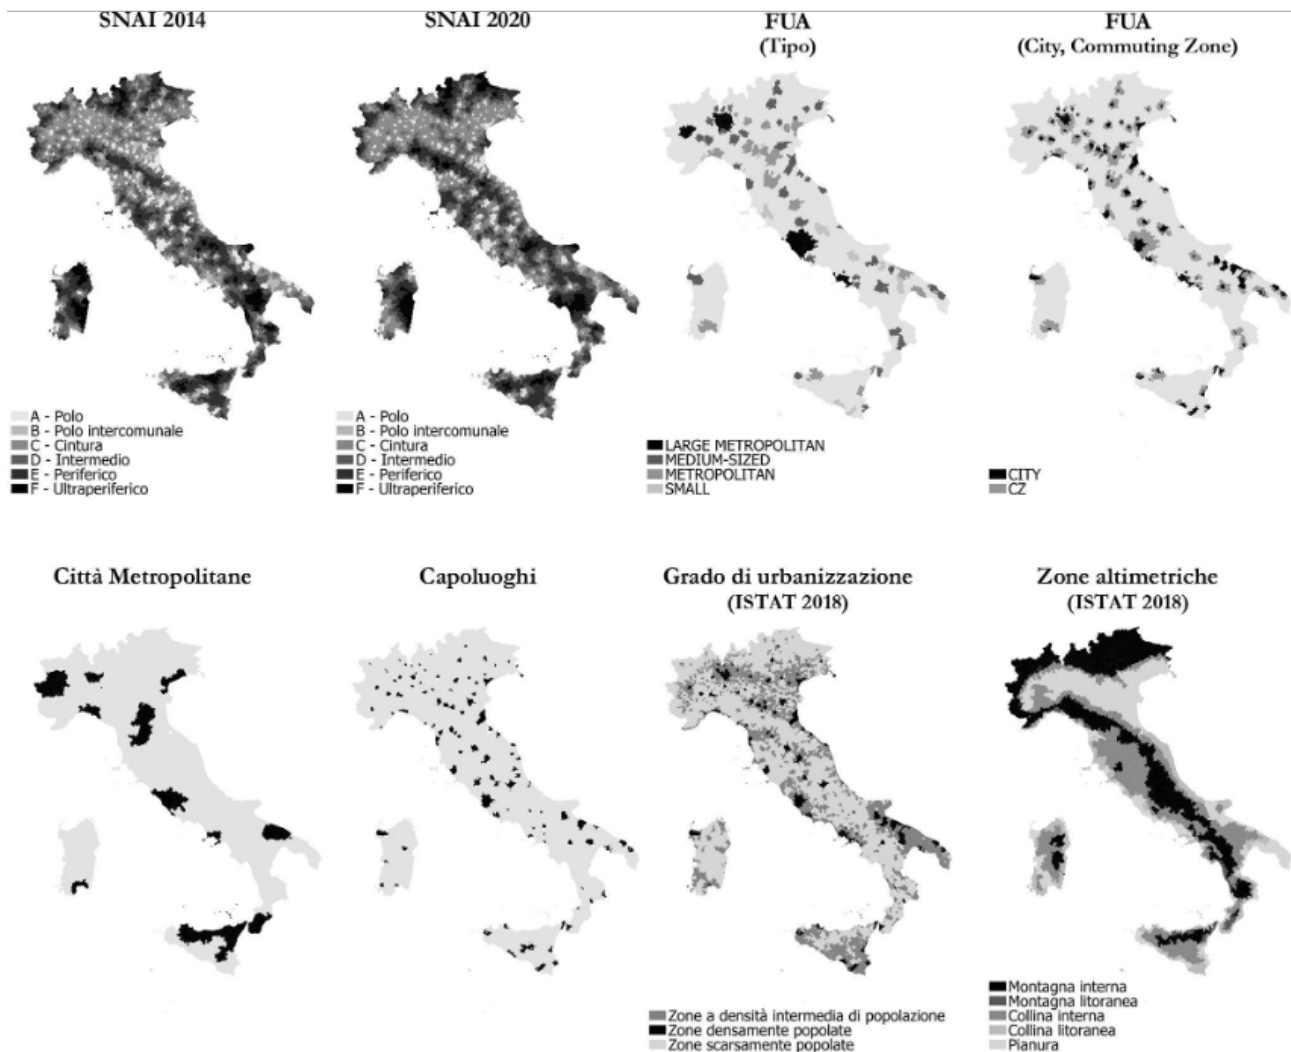 SNAI 2014
SNAI 2020
FUA
(Tipo)
FUA
(City, Commuting Zone)
A - Polo
B - Polo intercomunale
C - Cintura
D - Intermedio
E - Periferico
F - Ultraperiferico
A - Polo
B - Polo intercomunale
C - Cintura
D - Intermedio
E - Periferico
F - Ultraperiferico
LARGE METROPOLITAN
MEDIUM-SIZED
METROPOLITAN
SMALL
CITY
CZ
Città Metropolitane
Capoluoghi
Grado di urbanizzazione
(ISTAT 2018)
Zone altimetriche
(ISTAT 2018)
Zone a densità intermedia di popolazione
Zone densamente popolate
Zone scarsamente popolate
Montagna interna
Montagna litoranea
Collina interna
Collina litoranea
Pianura